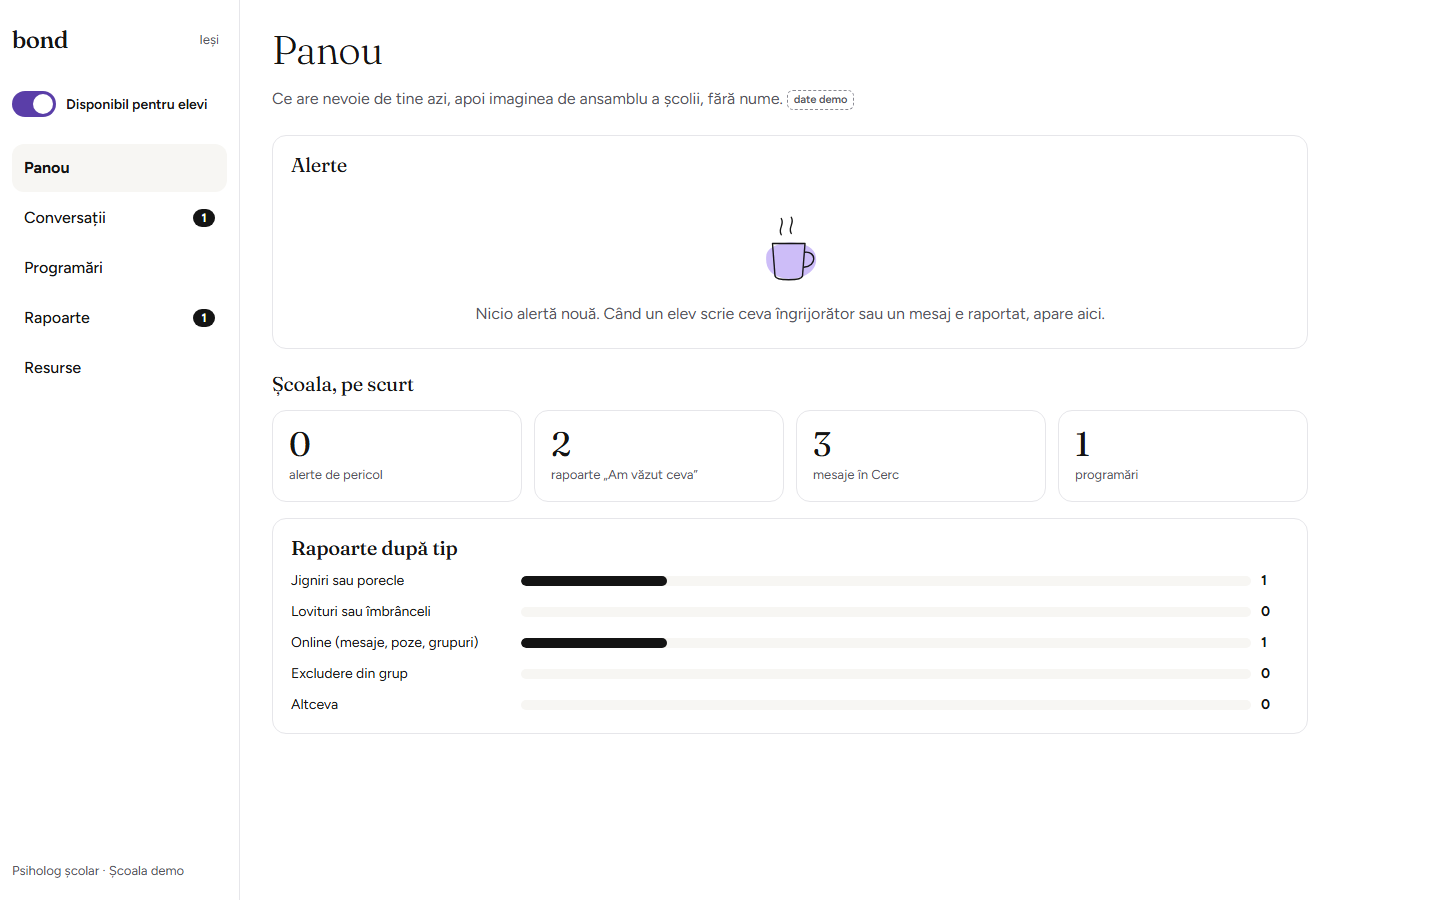 bond
Ieși
Disponibil pentru elevi
Panou
Conversații 1
Programări
Rapoarte 1
Resurse
Psiholog școlar · Școala demo
Panou
Ce are nevoie de tine azi, apoi imaginea de ansamblu a școlii, fără nume. date demo
Alerte
Nicio alertă nouă. Când un elev scrie ceva îngrijorător sau un mesaj e raportat, apare aici.
Școala, pe scurt
0
alerte de pericol
2
rapoarte „Am văzut ceva”
3
mesaje în Cerc
1
programări
Rapoarte după tip
Jigniri sau porecle 1
Lovituri sau îmbrânceli 0
Online (mesaje, poze, grupuri) 1
Excludere din grup 0
Altceva 0